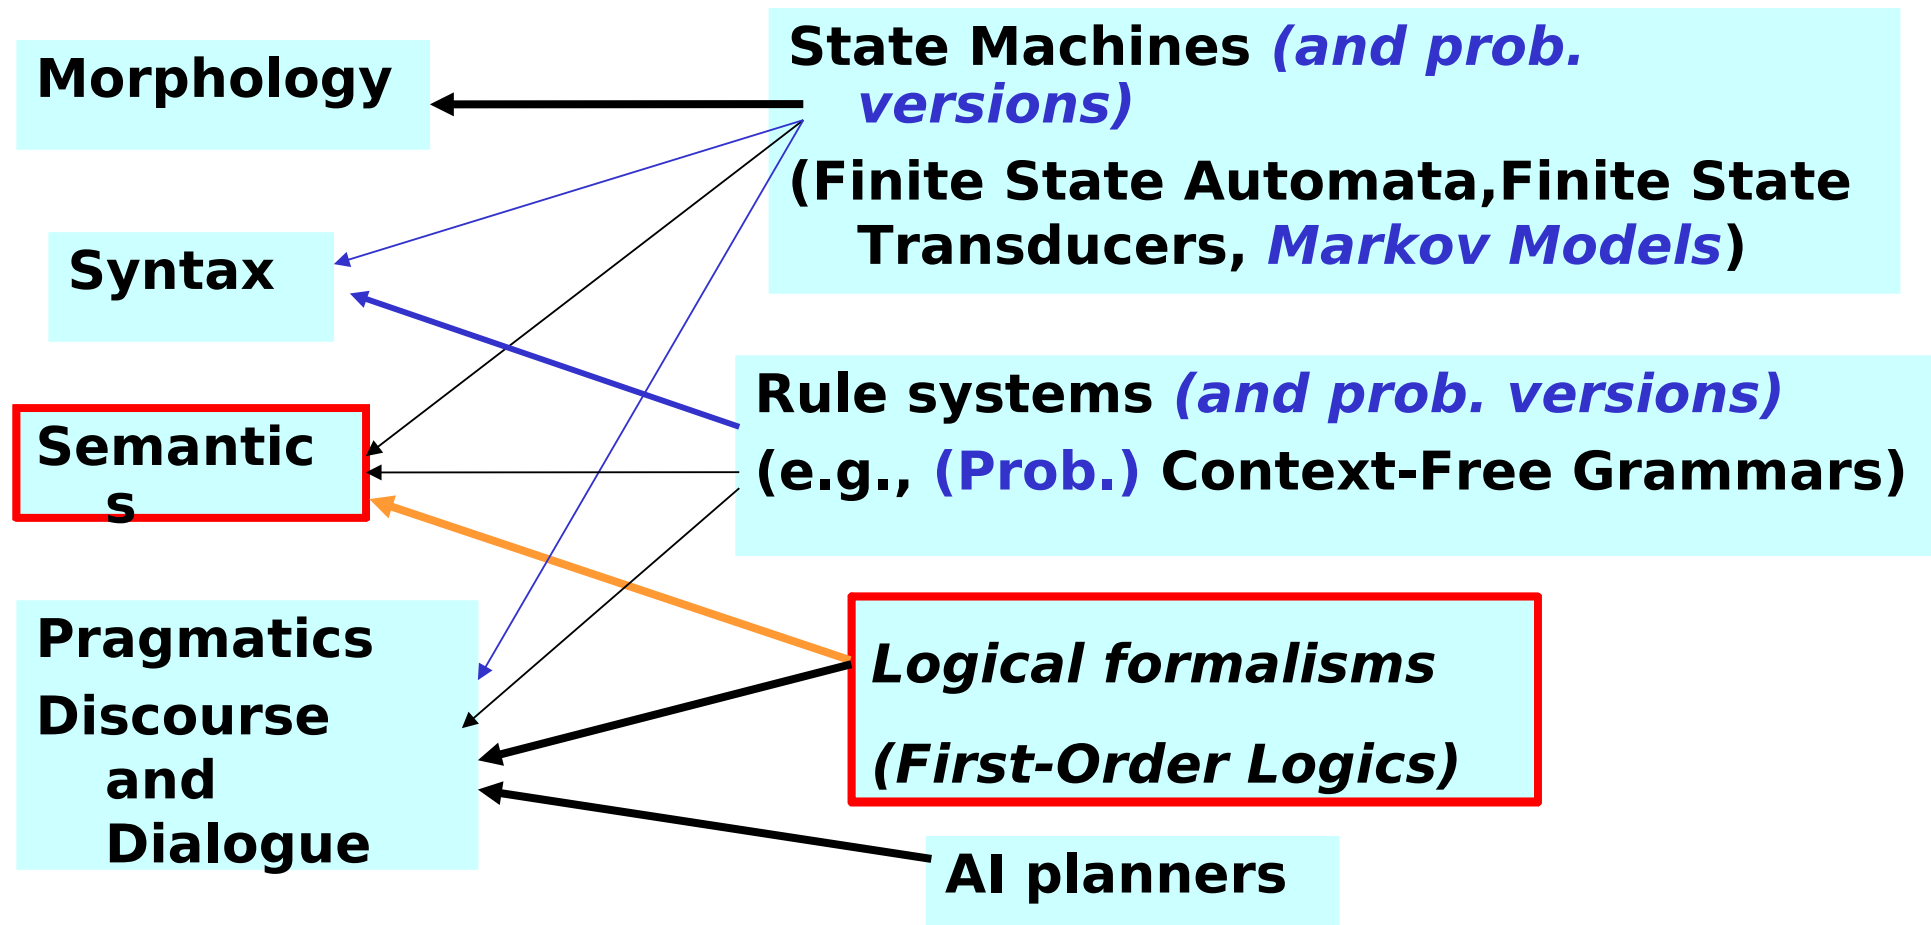 Morphology
Syntax
Semantic
s
Pragmatics
Discourse
and
Dialogue
State Machines (and prob.
versions)
(Finite State Automata,Finite State
Transducers, Markov Models)
Rule systems (and prob. versions)
(e.g., (Prob.) Context-Free Grammars)
Logical formalisms
(First-Order Logics)
AI planners